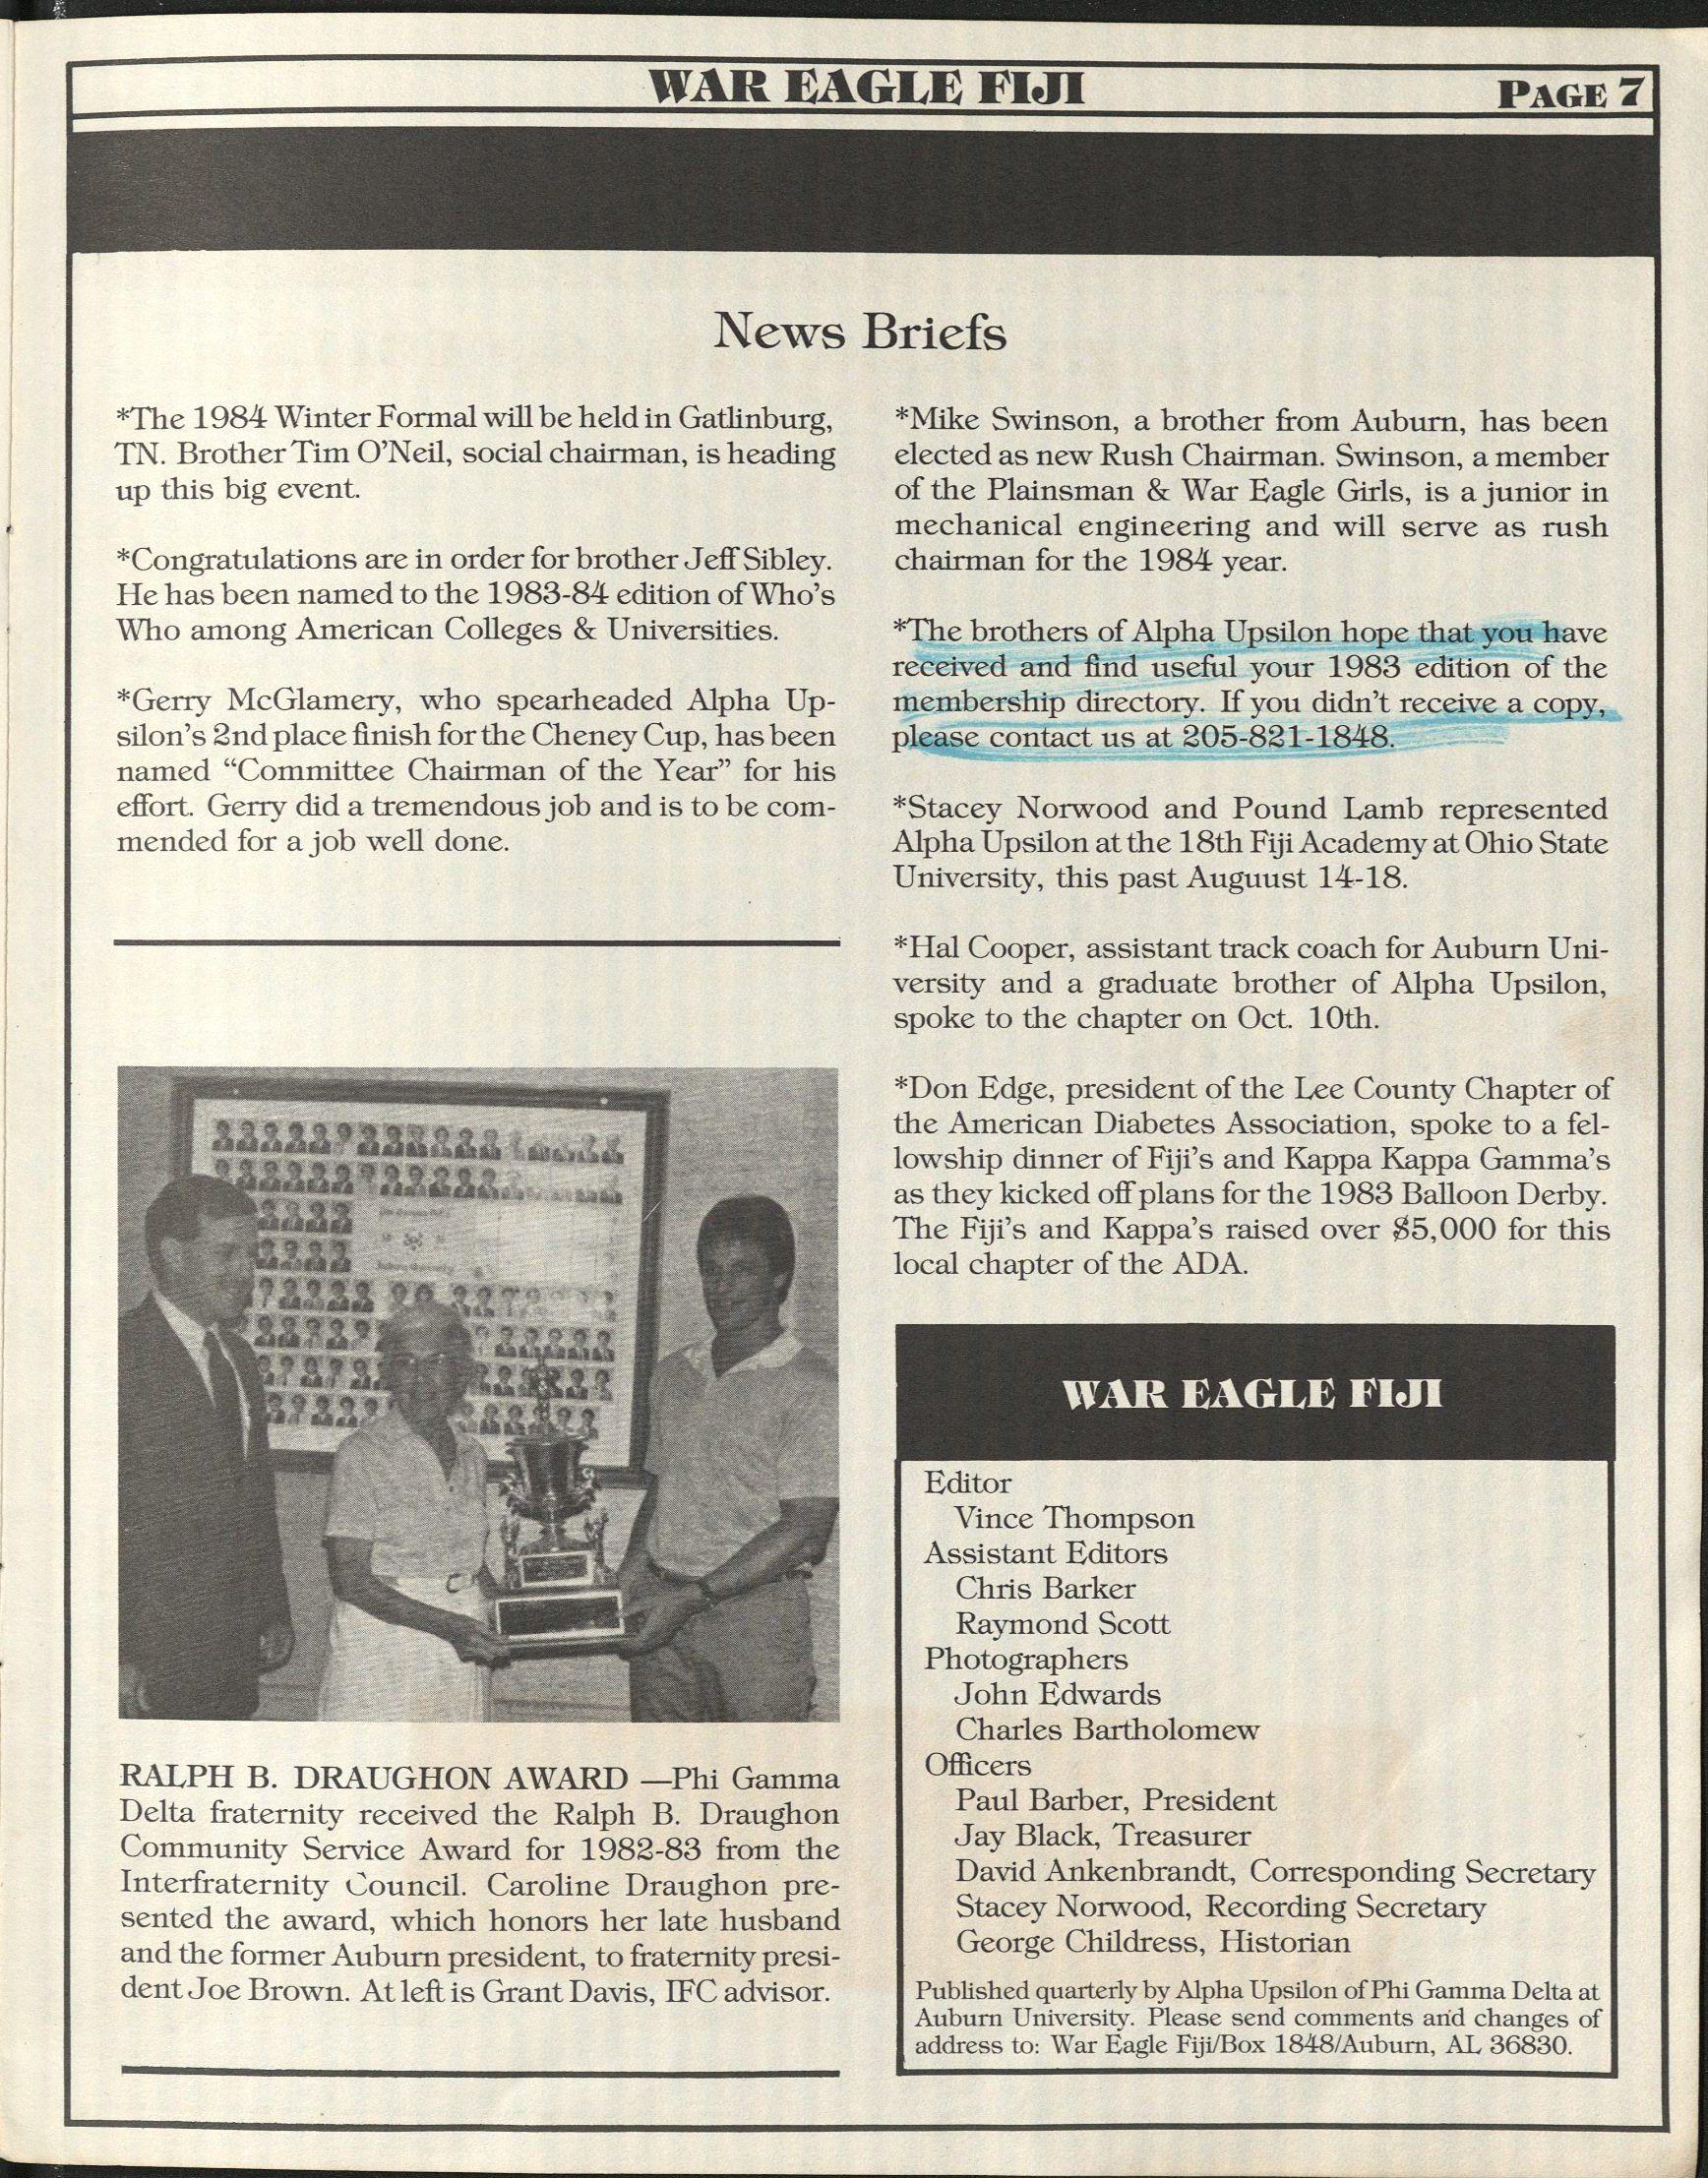 WAR EAGLE FIJI
PAGE 7
News Briefs
*The 1984 Winter Formal will be held in Gatlinburg,
TN. Brother Tim O'Neil, social chairman, is heading
up this big event.
*Congratulations are in order for brother Jeff Sibley.
He has been named to the 1983-84 edition of Who's
Who among American Colleges & Universities.
*Gerry McGlamery, who spearheaded Alpha Up-
silon's 2nd place finish for the Cheney Cup, has been
named “Committee Chairman of the Year” for his
effort. Gerry did a tremendous job and is to be com-
mended for a job well done.
RALPH B. DRAUGHON AWARD —Phi Gamma
Delta fraternity received the Ralph B. Draughon
Community Service Award for 1982-83 from the
Interfraternity Council. Caroline Draughon pre-
sented the award, which honors her late husband
and the former Auburn president, to fraternity presi-
dent Joe Brown. At left is Grant Davis, IFC advisor.
*Mike Swinson, a brother from Auburn, has been
elected as new Rush Chairman. Swinson, a member
of the Plainsman & War Eagle Girls, is a junior in
mechanical engineering and will serve as rush
chairman for the 1984 year.
*The brothers of Alpha Upsilon hope that you have
received and find useful your 1983 edition of the
membership directory. If you didn't receive a copy,
please contact us at 205-821-1848.
*Stacey Norwood and Pound Lamb represented
Alpha Upsilon at the 18th Fiji Academy at Ohio State
University, this past Auguust 14-18.
*Hal Cooper, assistant track coach for Auburn Uni-
versity and a graduate brother of Alpha Upsilon,
spoke to the chapter on Oct. 10th.
*Don Edge, president of the Lee County Chapter of
the American Diabetes Association, spoke to a fel-
lowship dinner of Fiji's and Kappa Kappa Gamma's
as they kicked off plans for the 1983 Balloon Derby.
The Fiji's and Kappa's raised over $5,000 for this
local chapter of the ADA.
WAR EAGLE FIJI
Editor
Vince Thompson
Assistant Editors
Chris Barker
Raymond Scott
Photographers
John Edwards
Charles Bartholomew
Officers
Paul Barber, President
Jay Black, Treasurer
David Ankenbrandt, Corresponding Secretary
Stacey Norwood, Recording Secretary
George Childress, Historian
Published quarterly by Alpha Upsilon of Phi Gamma Delta at
Auburn University. Please send comments and changes of
address to: War Eagle Fiji/Box 1848/Auburn, AL 36830.